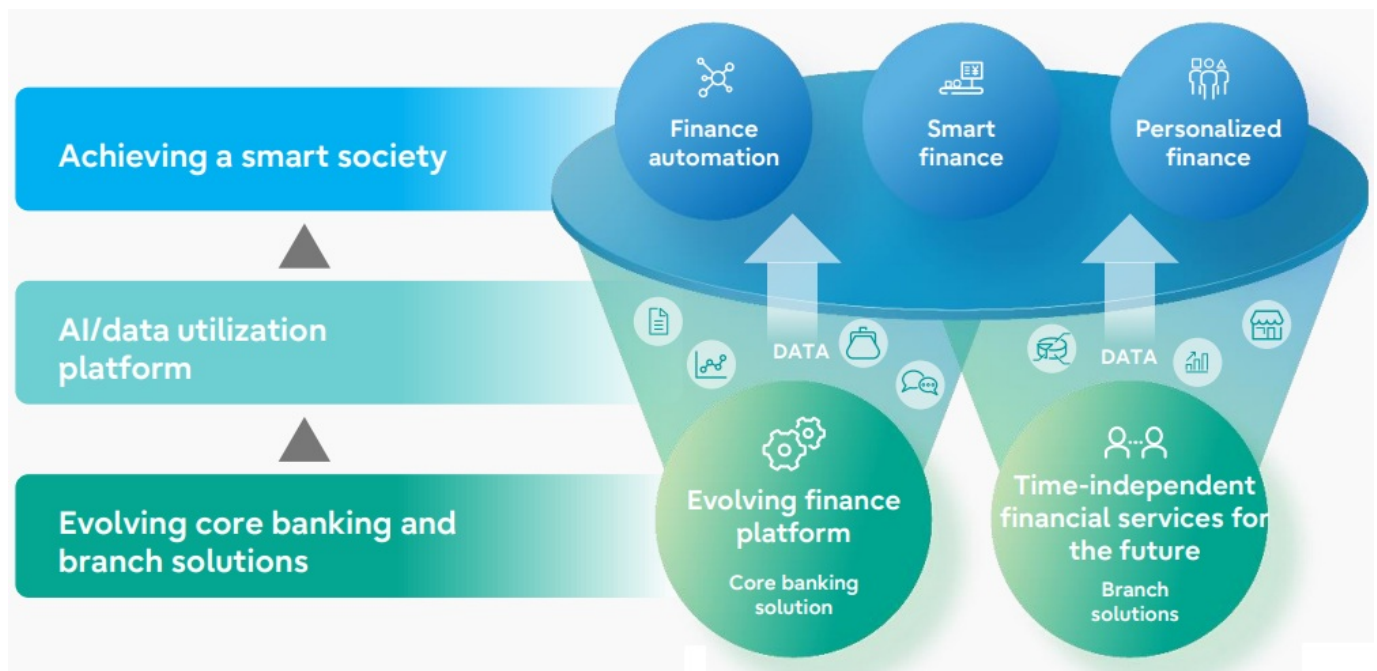 Finance
automation
Smart
finance
Personalized
finance
Achieving a smart society
AI/data utilization
platform
DATA
DATA
Evolving core banking and
branch solutions
Evolving finance
platform
Core banking
solution
Time-independent
financial services for
the future
Branch
solutions